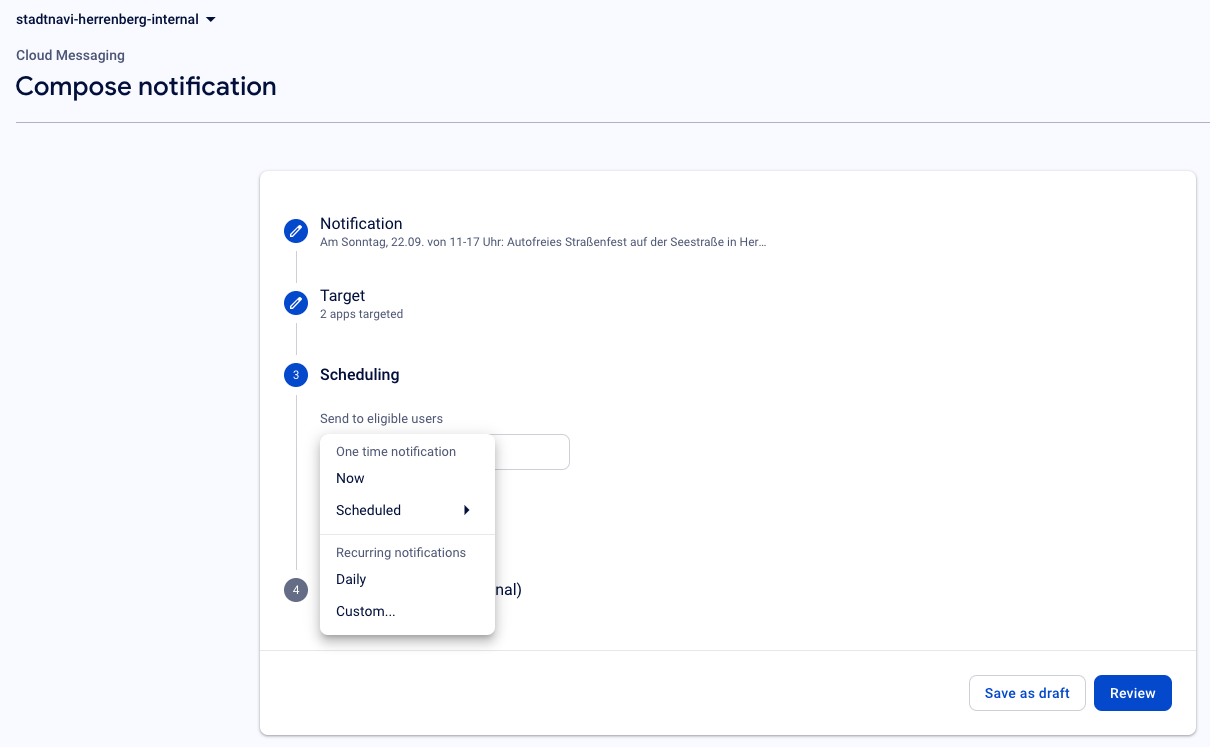 stadtnavi-herrenberg-internal
Cloud Messaging
Compose notification
Notification
Am Sonntag, 22.09. von 11-17 Uhr: Autofreies Straßenfest auf der Seestraße in Her...
Target
2 apps targeted
3 Scheduling
Send to eligible users
One time notification
Now
Scheduled
Recurring notifications
Daily
4 nal)
Custom...
Save as draft Review